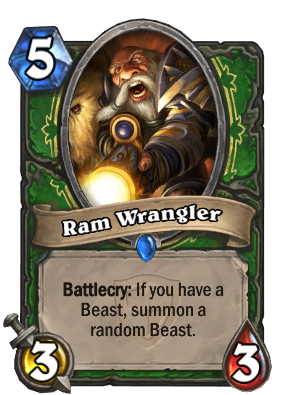 5
Ram Wrangler
Battlecry: If you have a
Beast, summon a
random Beast.
3
3